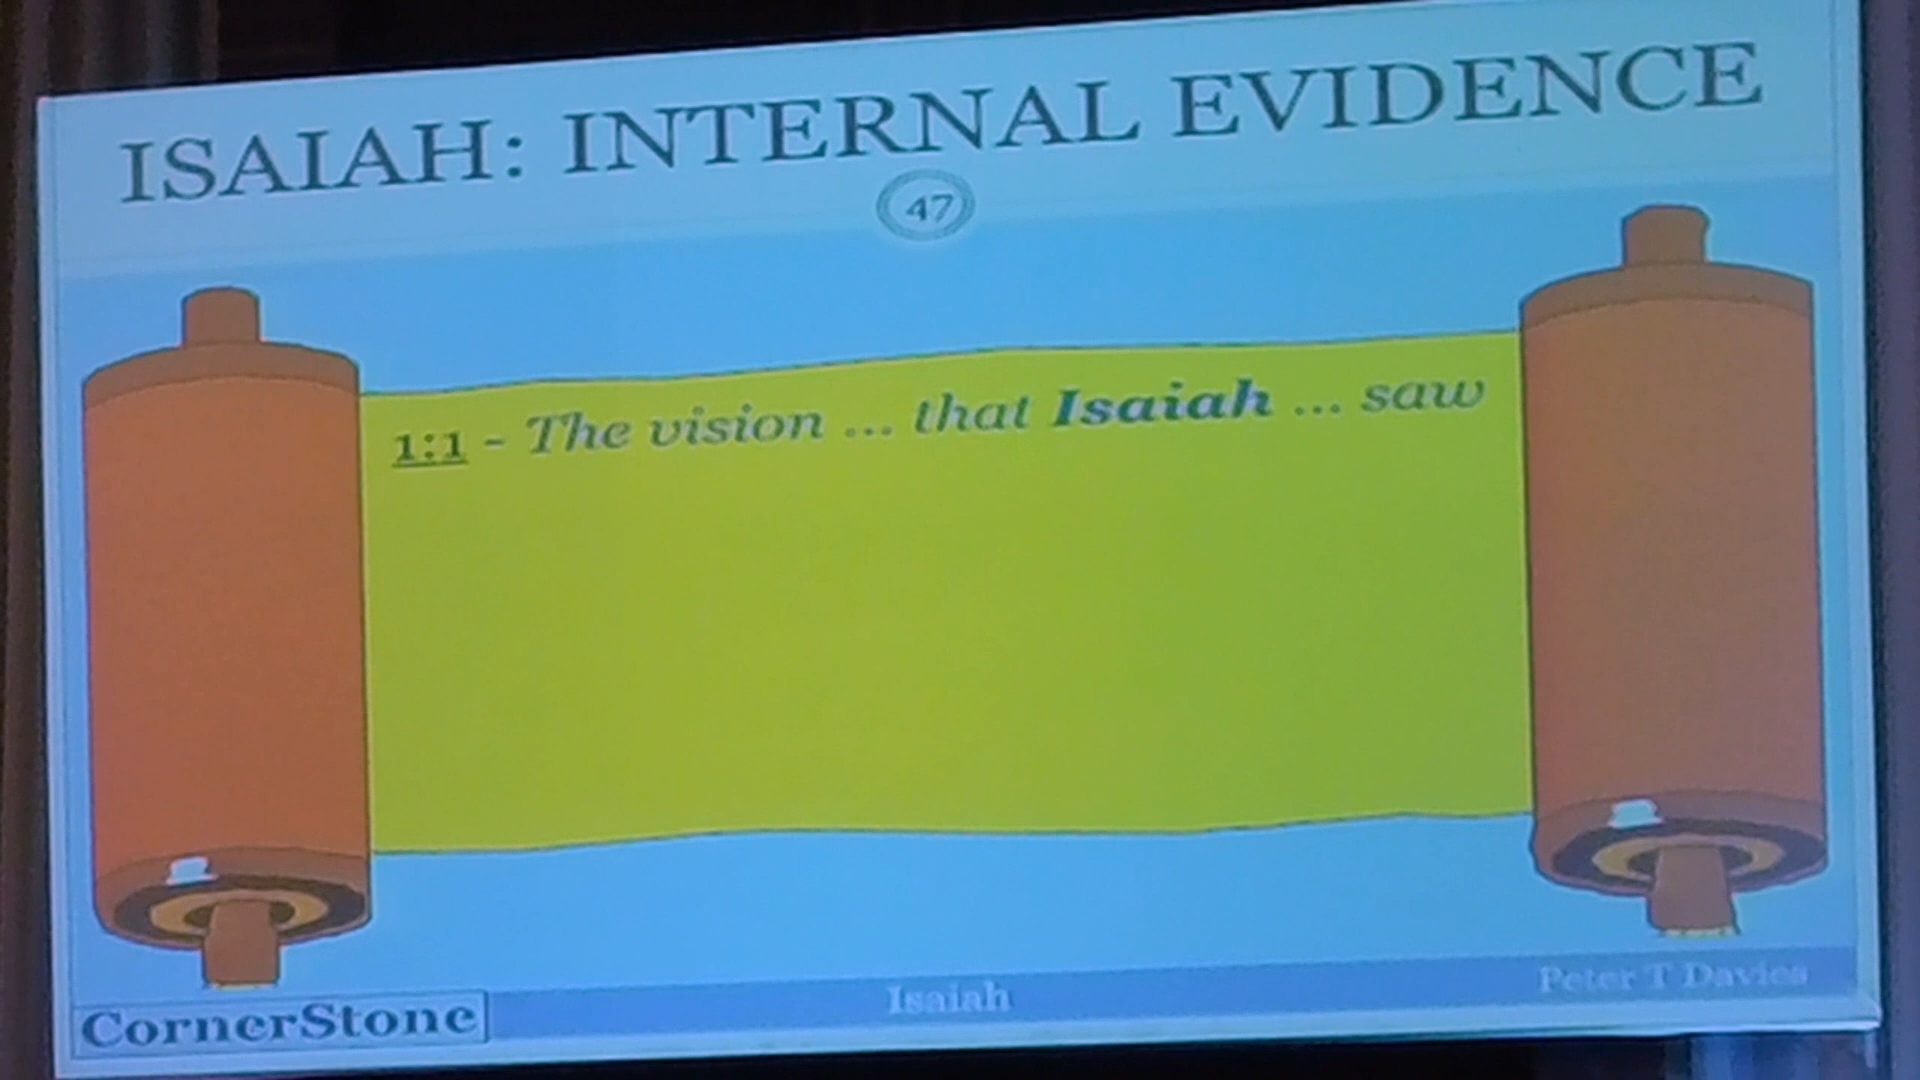 ISAIAH: INTERNAL EVIDENCE
47
1:1 - The vision ... that Isaiah ... saw
CornerStone
Isaiah
Peter T Davies